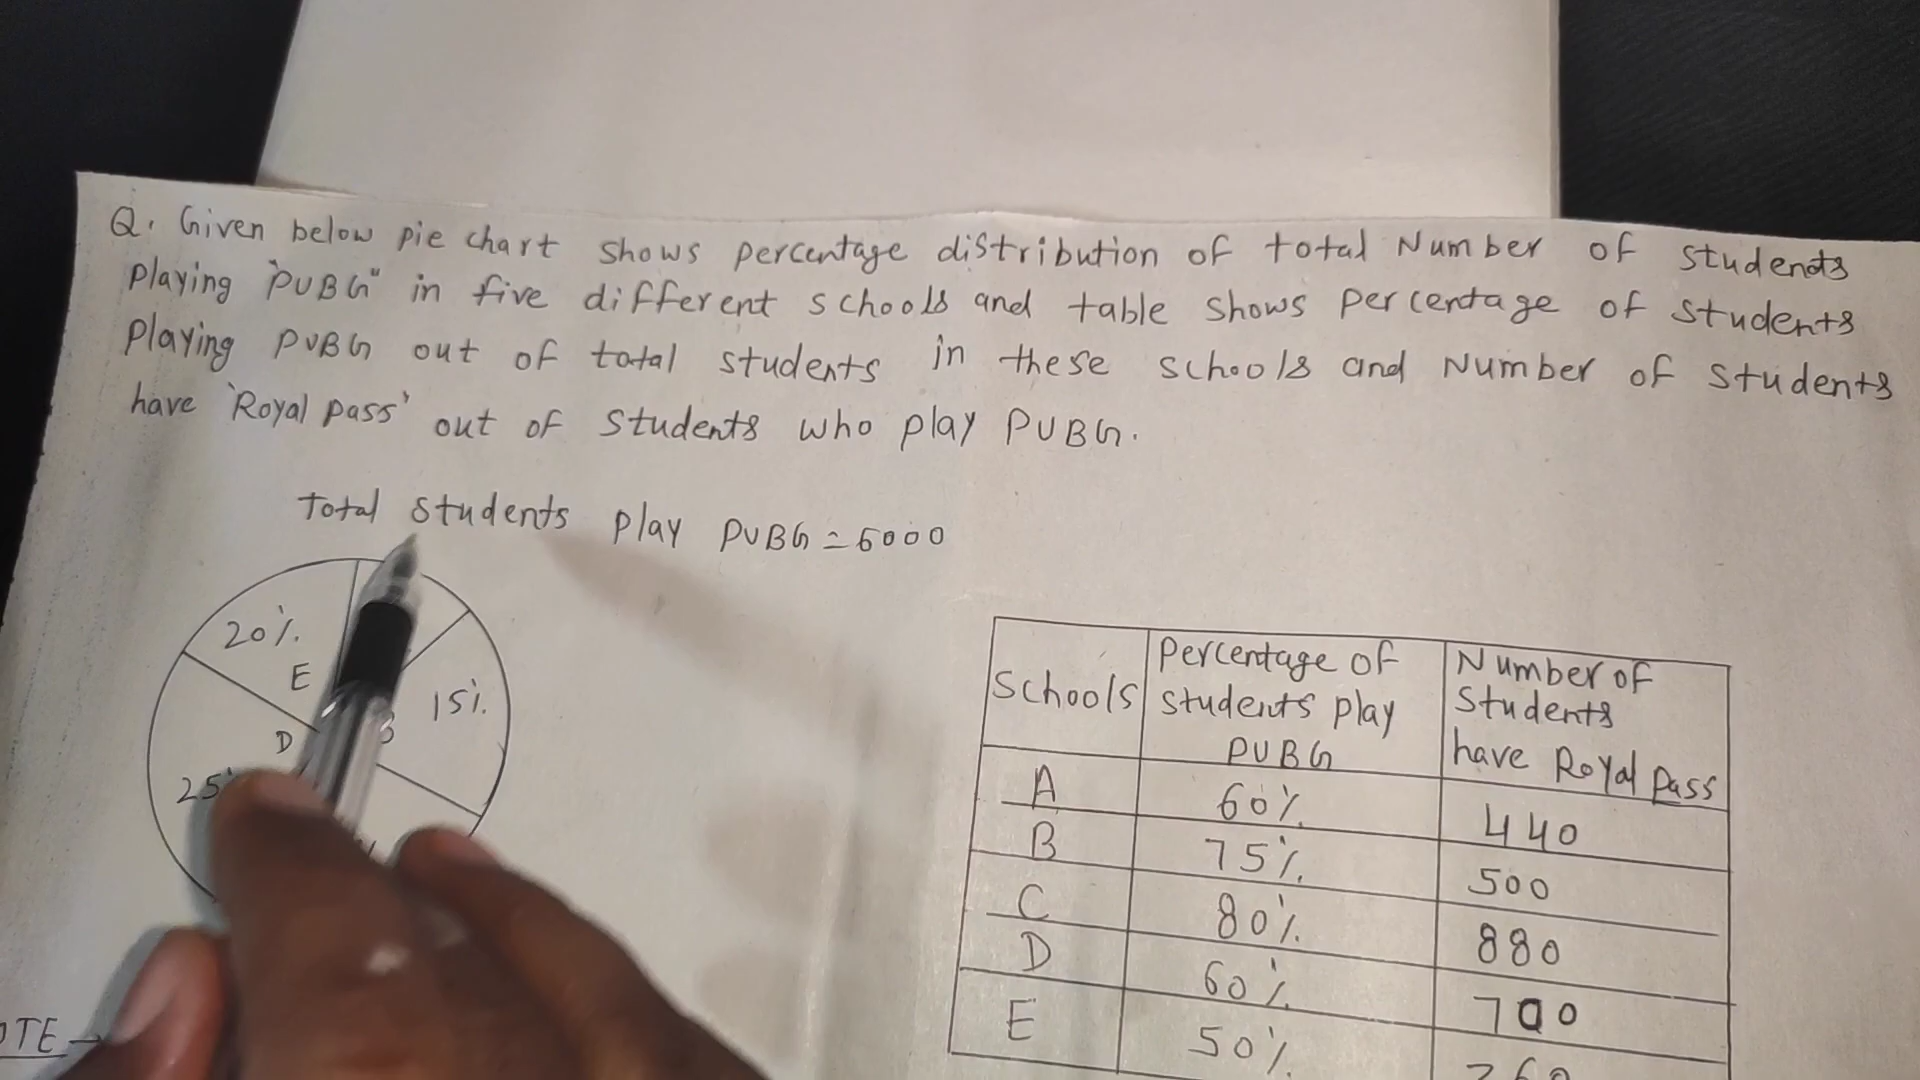 Q. Given below pie chart shows percentage distribution of total Number of students
Playing "PUBG" in five different schools and table shows percentage of students
Playing PUBG out of total students in these schools and Number of students
have 'Royal pass' out of students who play PUBG.
Total students play PUBG = 6000
20%
E
15%
D
Schools
Percentage of
students play
PUBG
Number of
students
have Royal Pass
A 60% 440
B 75% 500
C 80% 880
D 60% 700
E 50%